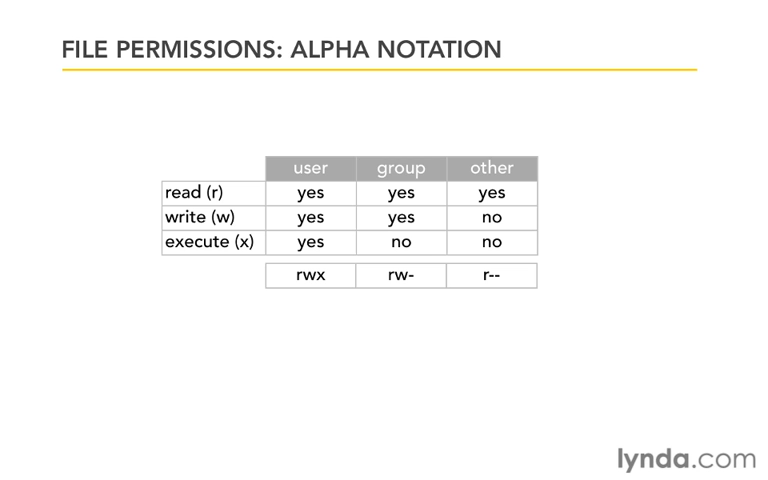 FILE PERMISSIONS: ALPHA NOTATION
user group other
read (r) yes yes yes
write (w) yes yes no
execute (x) yes no no
rwx rw- r--
lynda.com